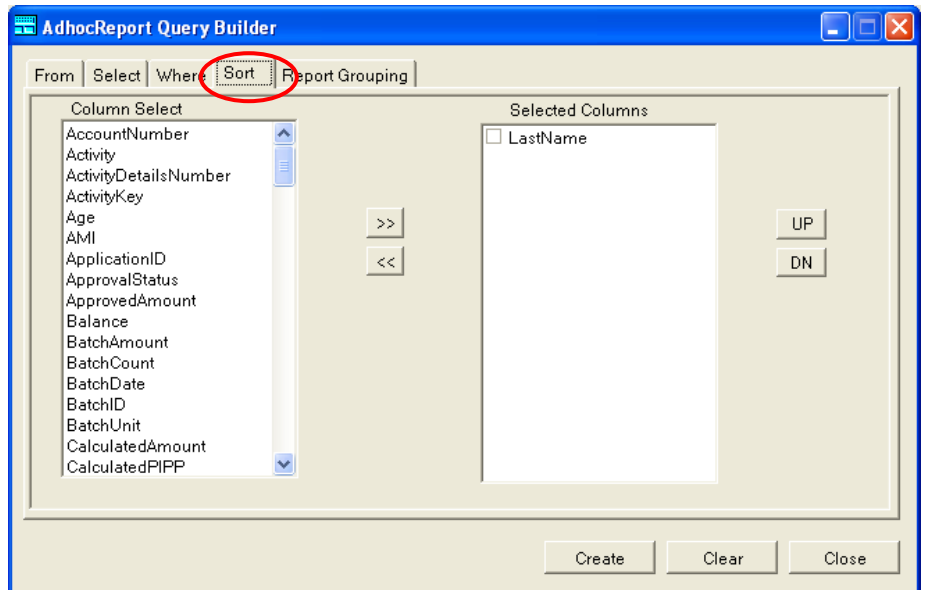 AdhocReport Query Builder
From Select Where Sort Report Grouping
Column Select
AccountNumber
Activity
ActivityDetailsNumber
ActivityKey
Age
AMI
ApplicationID
ApprovalStatus
ApprovedAmount
Balance
BatchAmount
BatchCount
BatchDate
BatchID
BatchUnit
CalculatedAmount
CalculatedPIPP
>>
<<
Selected Columns
LastName
UP
DN
Create Clear Close